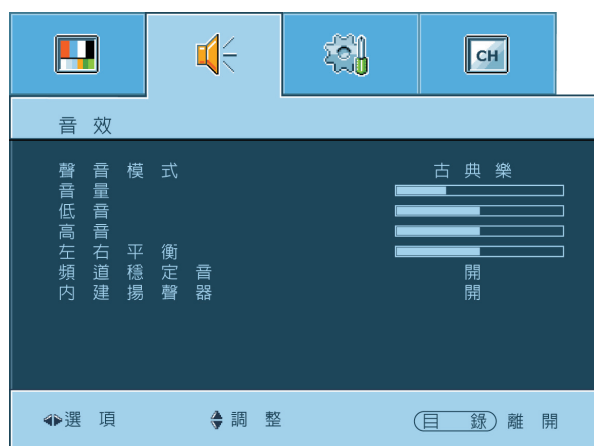 CH
音效
聲音模式 古典樂
音量
低音
高音
左右平衡
頻道穩定音 開
内建揚聲器 開
選項 調整 目錄 離開